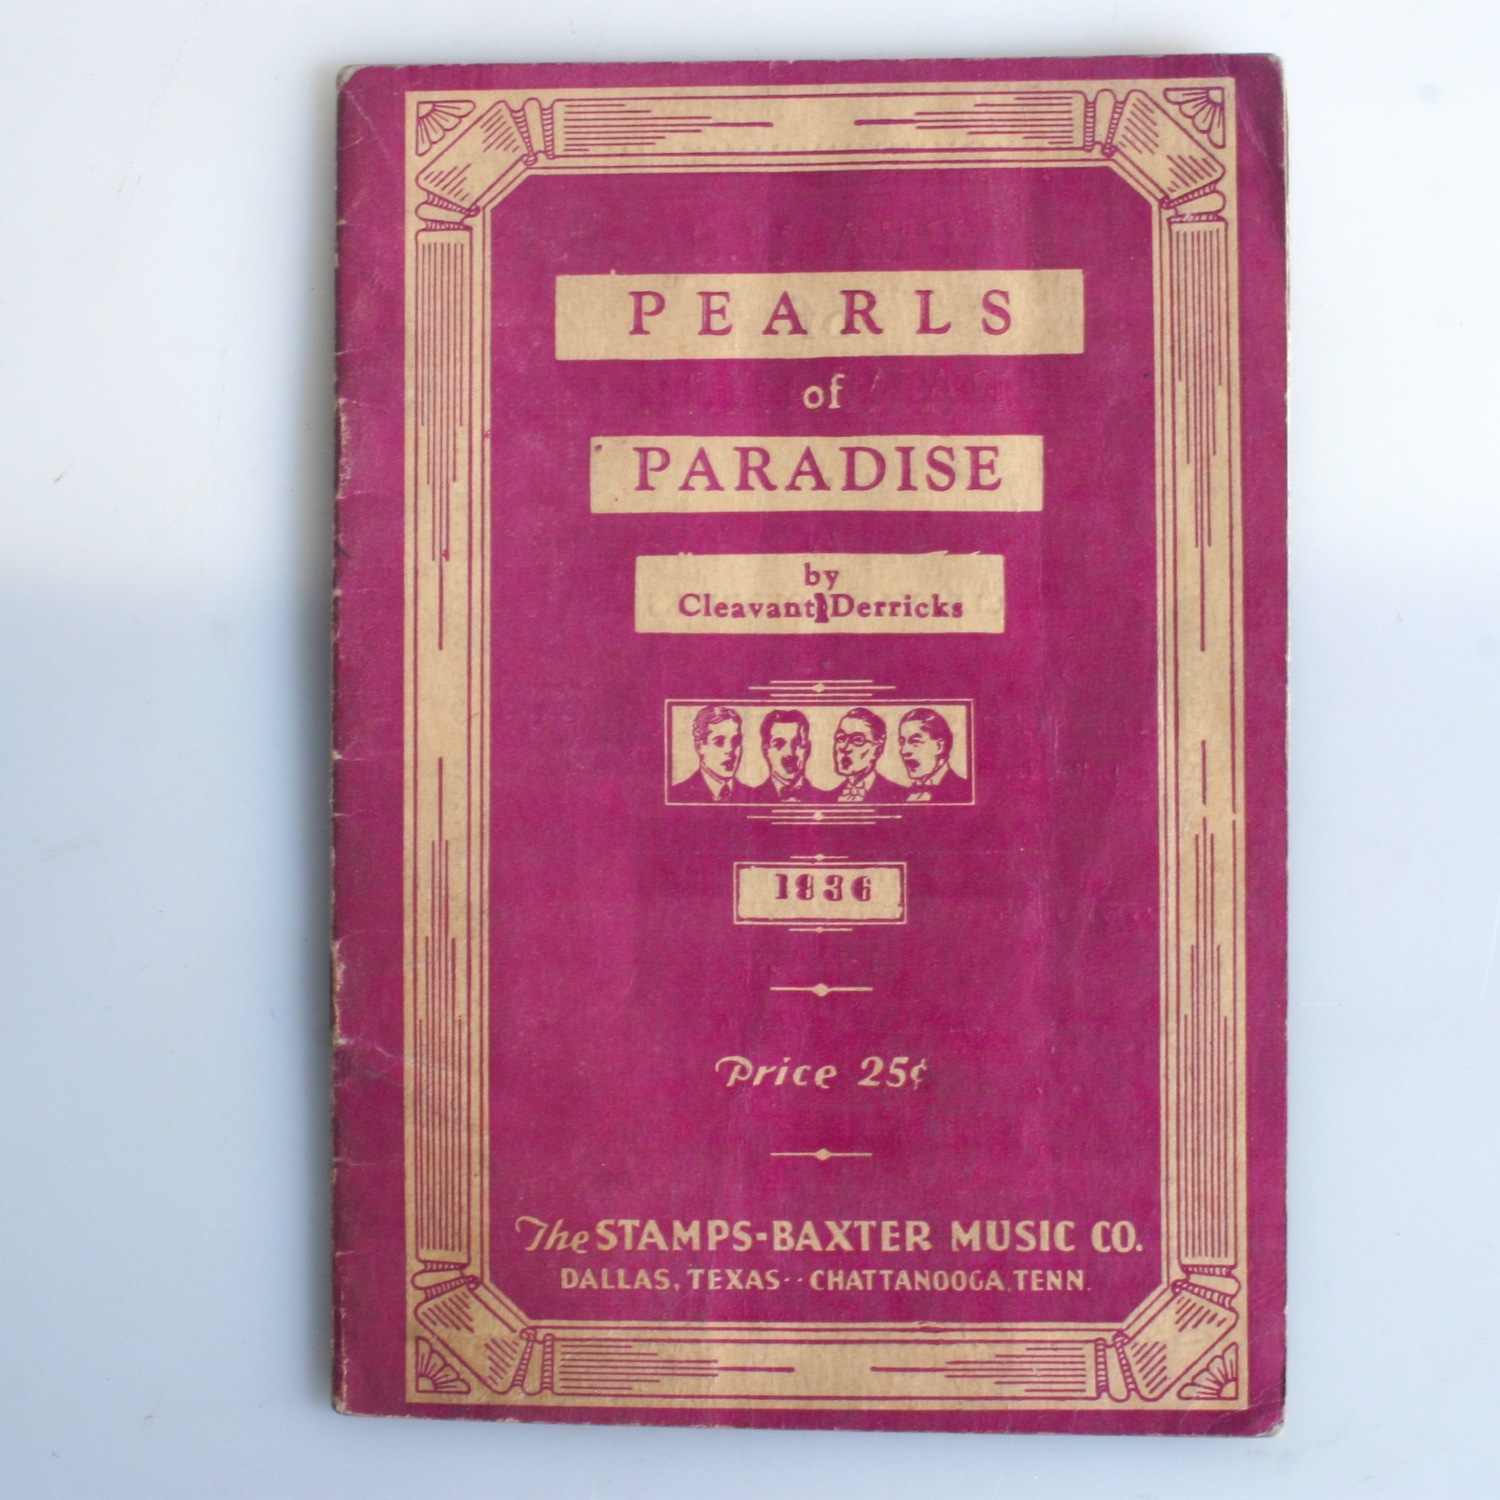 PEARLS
of
PARADISE
by
Cleavant Derricks
1936
Price 25¢
The STAMPS-BAXTER MUSIC CO.
DALLAS, TEXAS·· CHATTANOOGA, TENN.